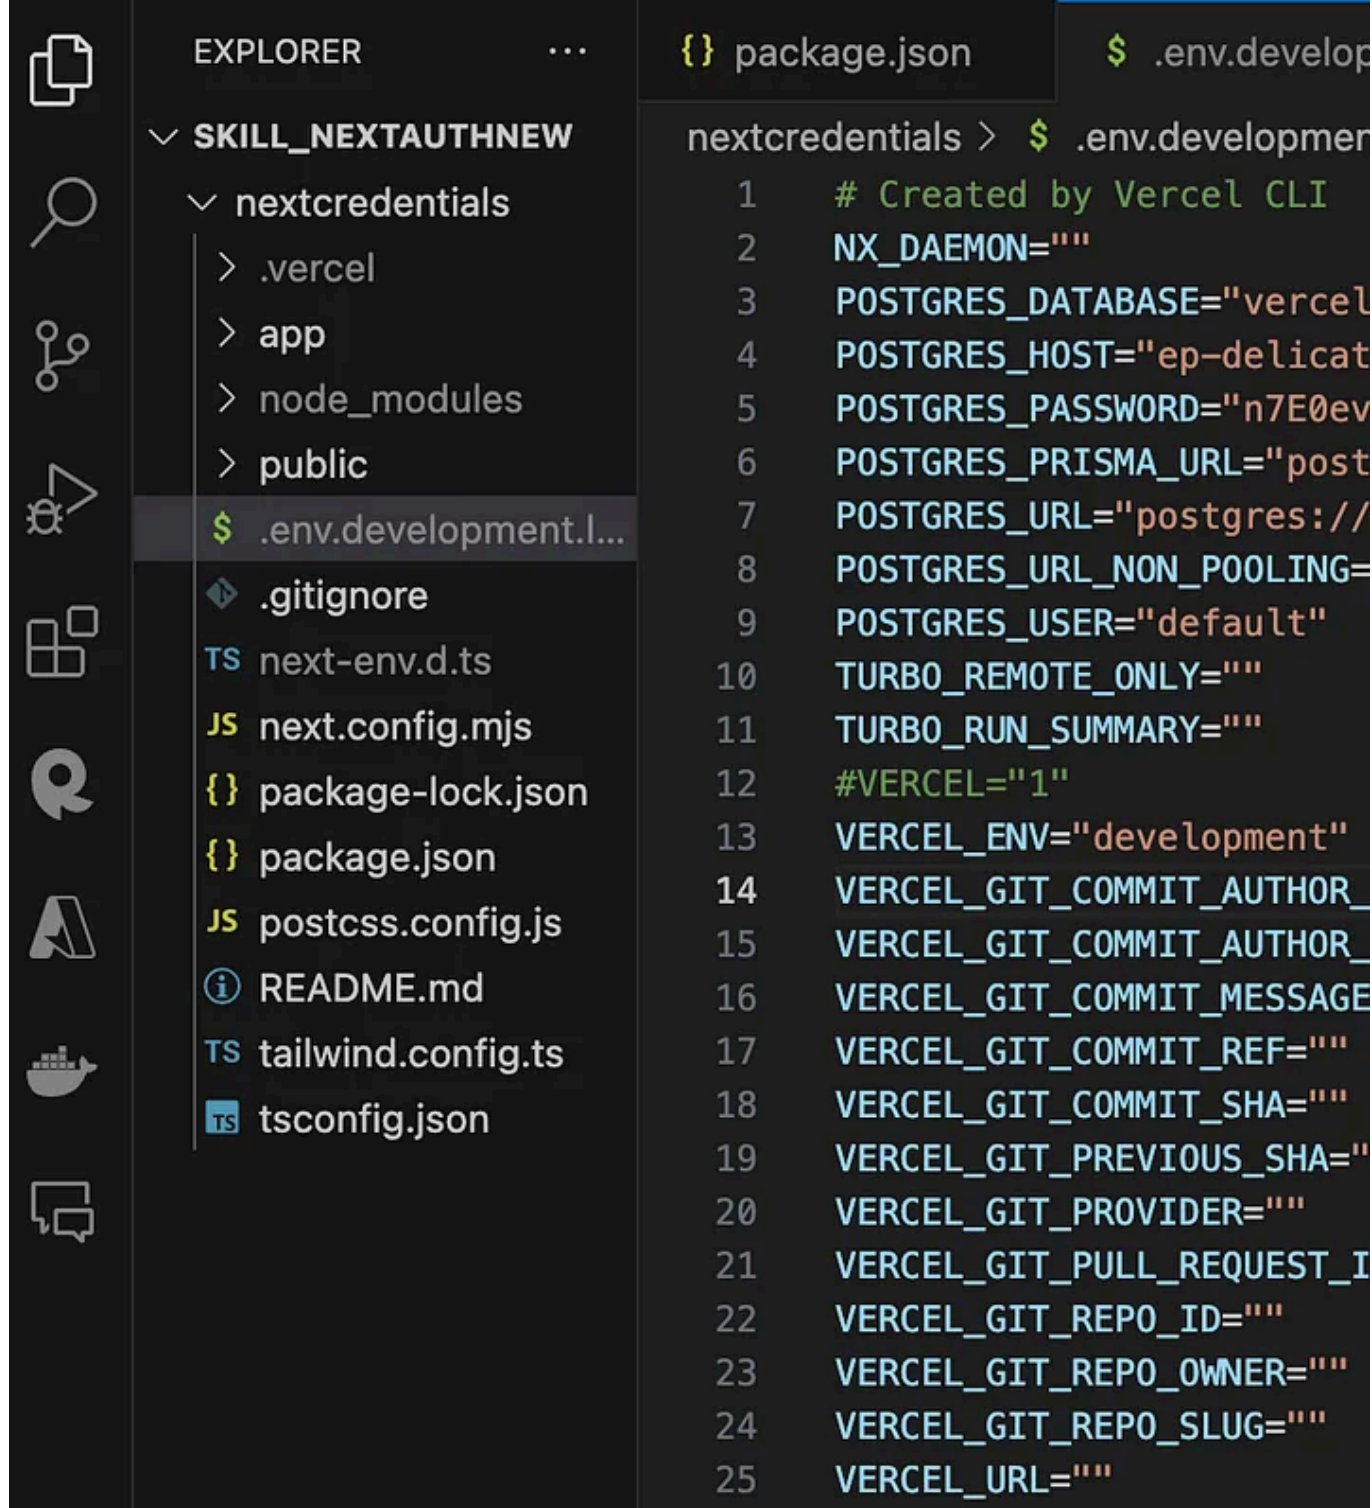 EXPLORER ...
SKILL_NEXTAUTHNEW
nextcredentials
.vercel
app
node_modules
public
$ .env.development.l...
.gitignore
TS next-env.d.ts
JS next.config.mjs
{} package-lock.json
{} package.json
JS postcss.config.js
README.md
TS tailwind.config.ts
TS tsconfig.json
{} package.json $ .env.develop
nextcredentials > $ .env.developmen
1 # Created by Vercel CLI
2 NX_DAEMON=""
3 POSTGRES_DATABASE="vercel
4 POSTGRES_HOST="ep-delicat
5 POSTGRES_PASSWORD="n7E0ev
6 POSTGRES_PRISMA_URL="post
7 POSTGRES_URL="postgres://
8 POSTGRES_URL_NON_POOLING=
9 POSTGRES_USER="default"
10 TURBO_REMOTE_ONLY=""
11 TURBO_RUN_SUMMARY=""
12 #VERCEL="1"
13 VERCEL_ENV="development"
14 VERCEL_GIT_COMMIT_AUTHOR_
15 VERCEL_GIT_COMMIT_AUTHOR_
16 VERCEL_GIT_COMMIT_MESSAGE
17 VERCEL_GIT_COMMIT_REF=""
18 VERCEL_GIT_COMMIT_SHA=""
19 VERCEL_GIT_PREVIOUS_SHA="
20 VERCEL_GIT_PROVIDER=""
21 VERCEL_GIT_PULL_REQUEST_I
22 VERCEL_GIT_REPO_ID=""
23 VERCEL_GIT_REPO_OWNER=""
24 VERCEL_GIT_REPO_SLUG=""
25 VERCEL_URL=""